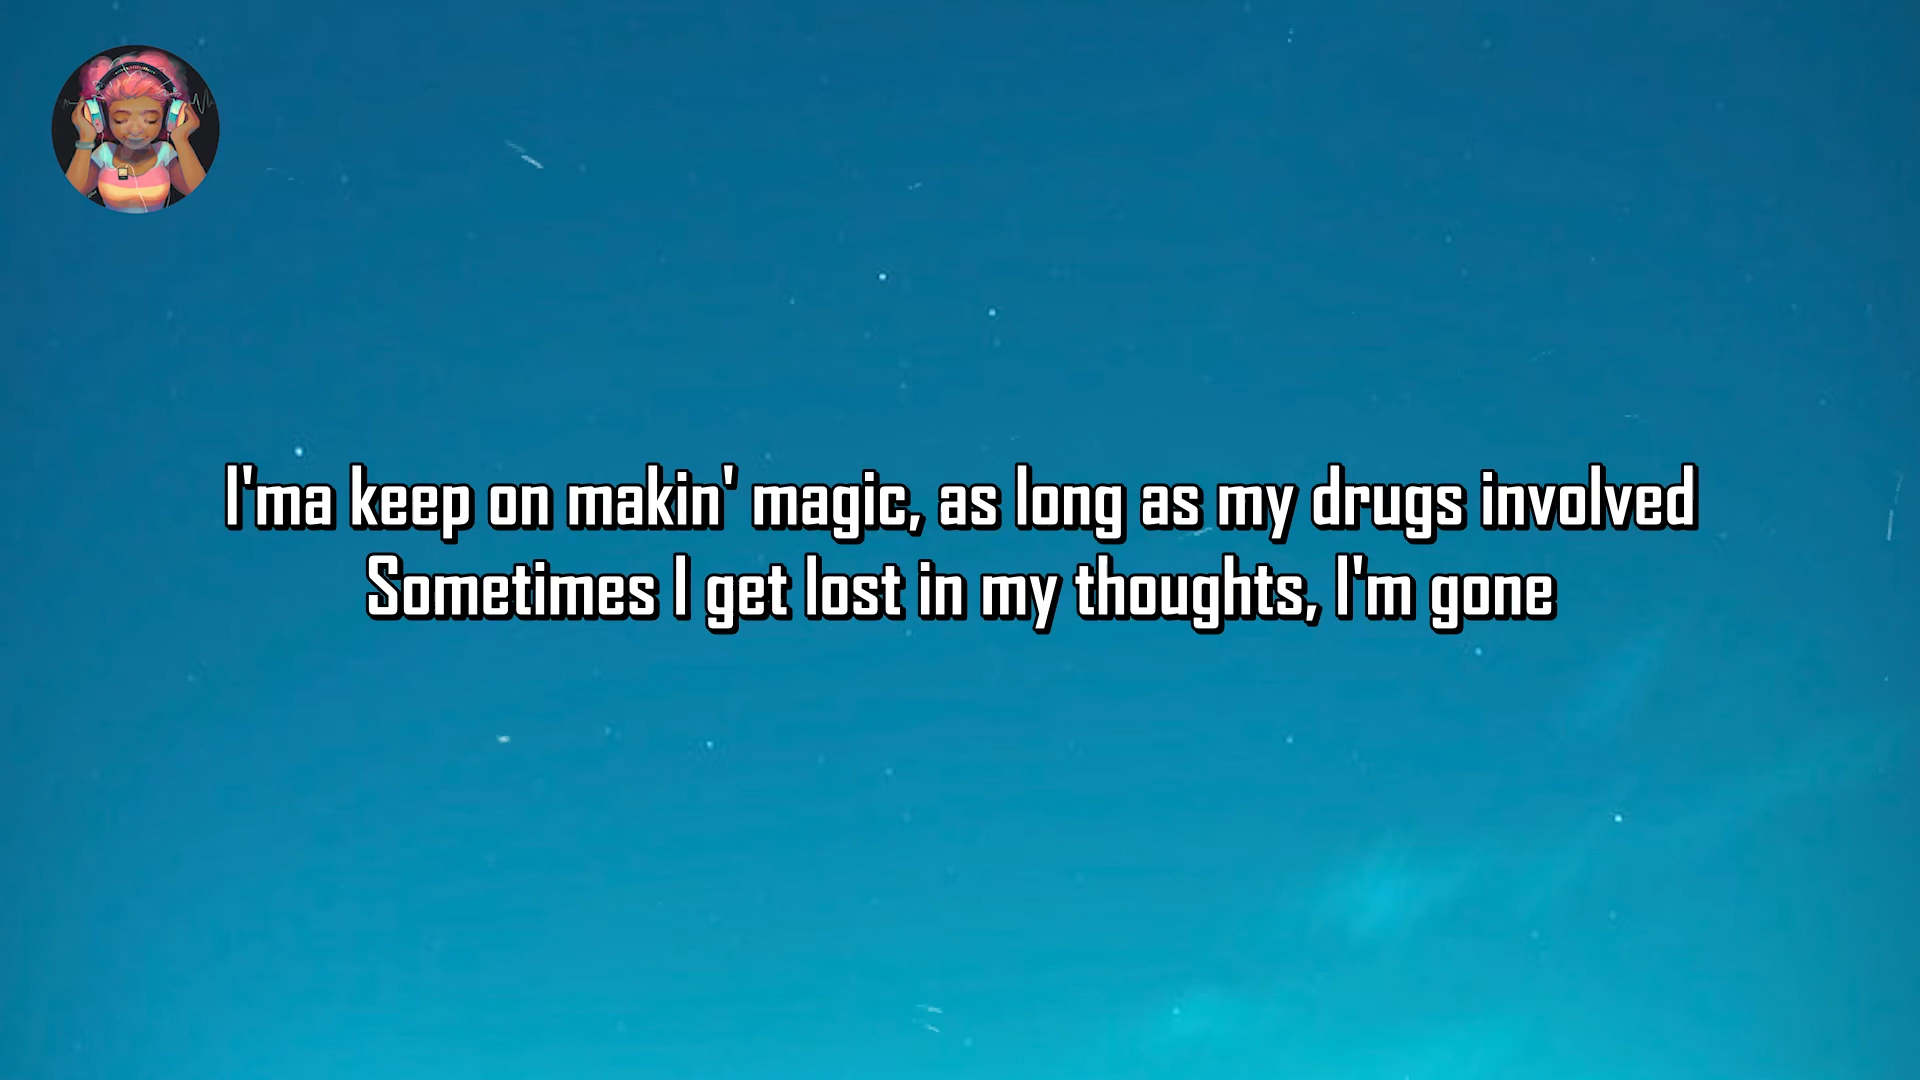 I'ma keep on makin' magic, as long as my drugs involved
Sometimes I get lost in my thoughts, I'm gone